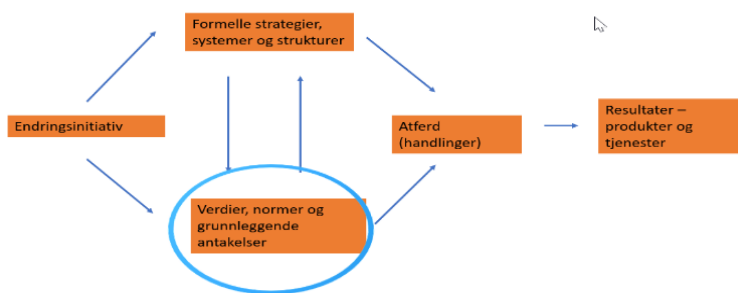 Formelle strategier,
systemer og strukturer
Endringsinitiativ
Atferd
(handlinger)
Resultater –
produkter og
tjenester
Verdier, normer og
grunnleggende
antakelser